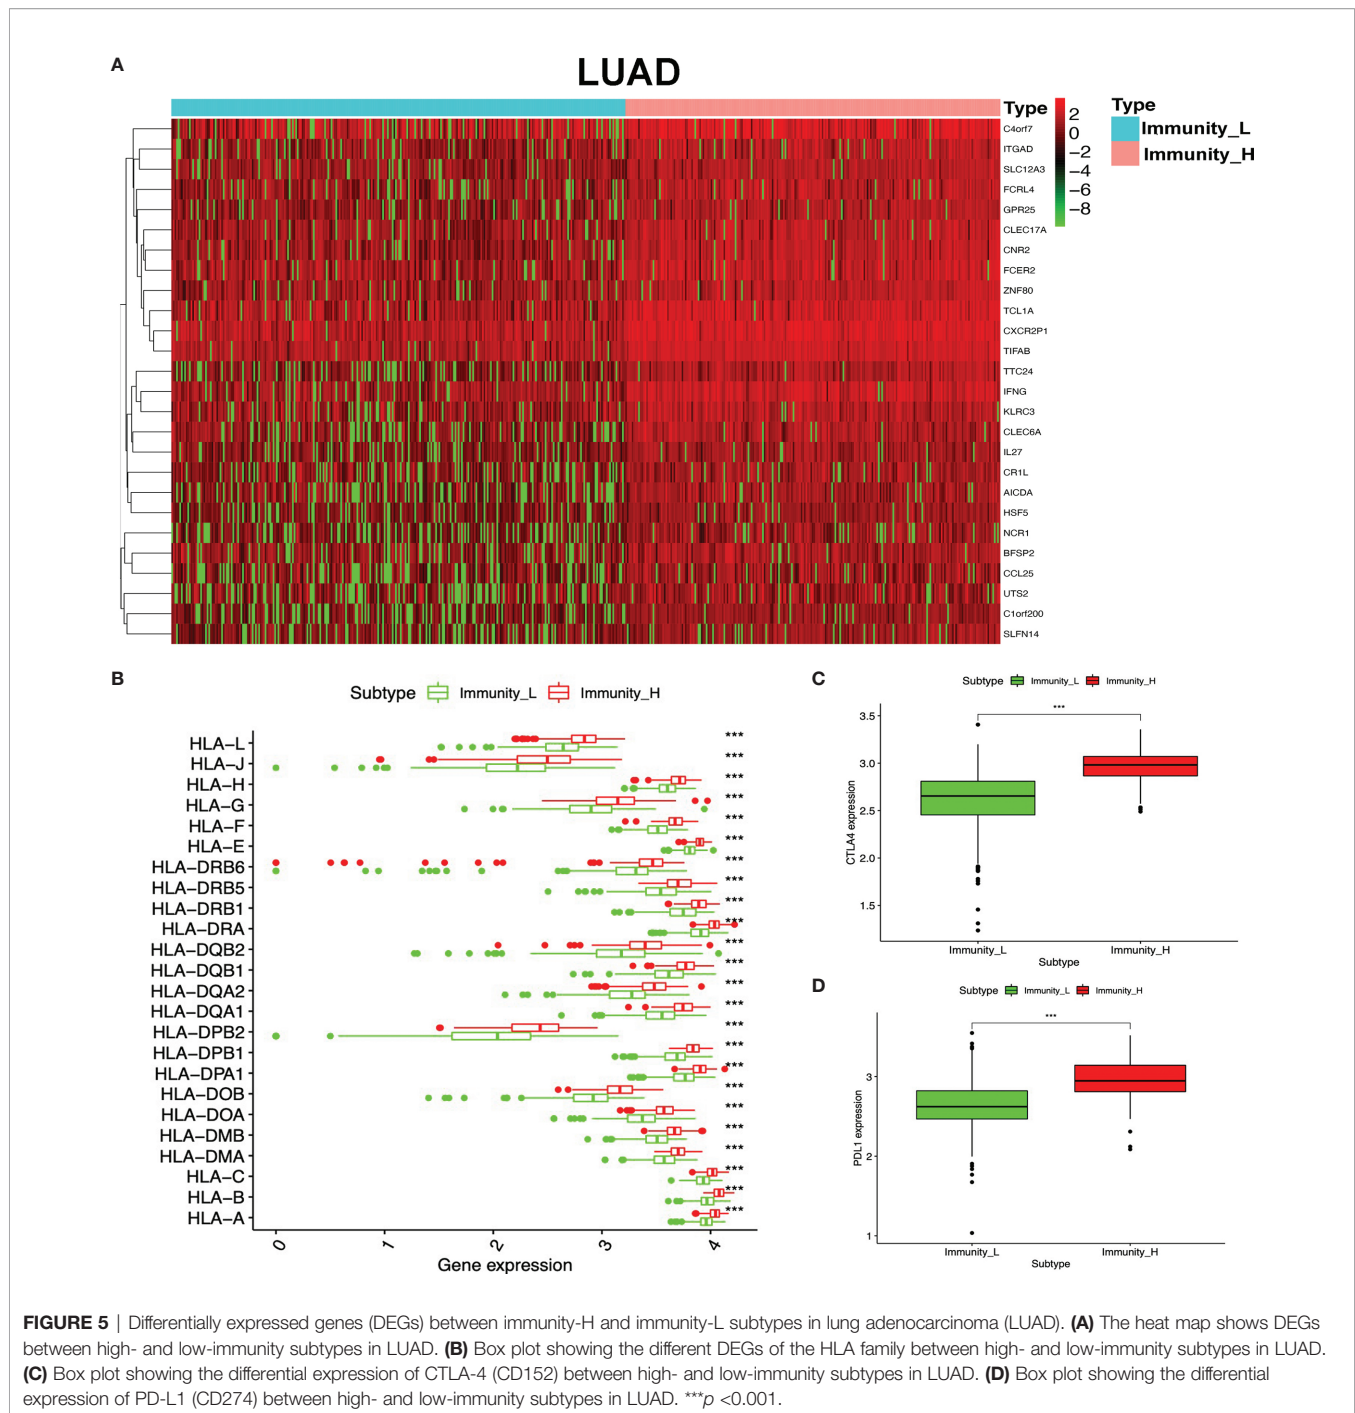 A
LUAD
Type
2
0
−2
−4
−6
−8
Type
Immunity_L
Immunity_H
C4orf7
ITGAD
SLC12A3
FCRL4
GPR25
CLEC17A
CNR2
FCER2
ZNF80
TCL1A
CXCR2P1
TIFAB
TTC24
IFNG
KLRC3
CLEC6A
IL27
CR1L
AICDA
HSF5
NCR1
BFSP2
CCL25
UTS2
C1orf200
SLFN14
B
Subtype Immunity_L Immunity_H
HLA−L ***
HLA−J ***
HLA−H ***
HLA−G ***
HLA−F ***
HLA−E ***
HLA−DRB6 ***
HLA−DRB5 ***
HLA−DRB1 ***
HLA−DRA ***
HLA−DQB2 ***
HLA−DQB1 ***
HLA−DQA2 ***
HLA−DQA1 ***
HLA−DPB2 ***
HLA−DPB1 ***
HLA−DPA1 ***
HLA−DOB ***
HLA−DOA ***
HLA−DMB ***
HLA−DMA ***
HLA−C ***
HLA−B ***
HLA−A ***
0 1 2 3 4
Gene expression
C
Subtype Immunity_L Immunity_H
***
3.5
3.0
2.5
2.0
1.5
CTLA4 expression
Immunity_L Immunity_H
Subtype
D
Subtype Immunity_L Immunity_H
***
3
2
1
PDL1 expression
Immunity_L Immunity_H
Subtype
FIGURE 5 | Differentially expressed genes (DEGs) between immunity-H and immunity-L subtypes in lung adenocarcinoma (LUAD). (A) The heat map shows DEGs
between high- and low-immunity subtypes in LUAD. (B) Box plot showing the different DEGs of the HLA family between high- and low-immunity subtypes in LUAD.
(C) Box plot showing the differential expression of CTLA-4 (CD152) between high- and low-immunity subtypes in LUAD. (D) Box plot showing the differential
expression of PD-L1 (CD274) between high- and low-immunity subtypes in LUAD. ***p <0.001.